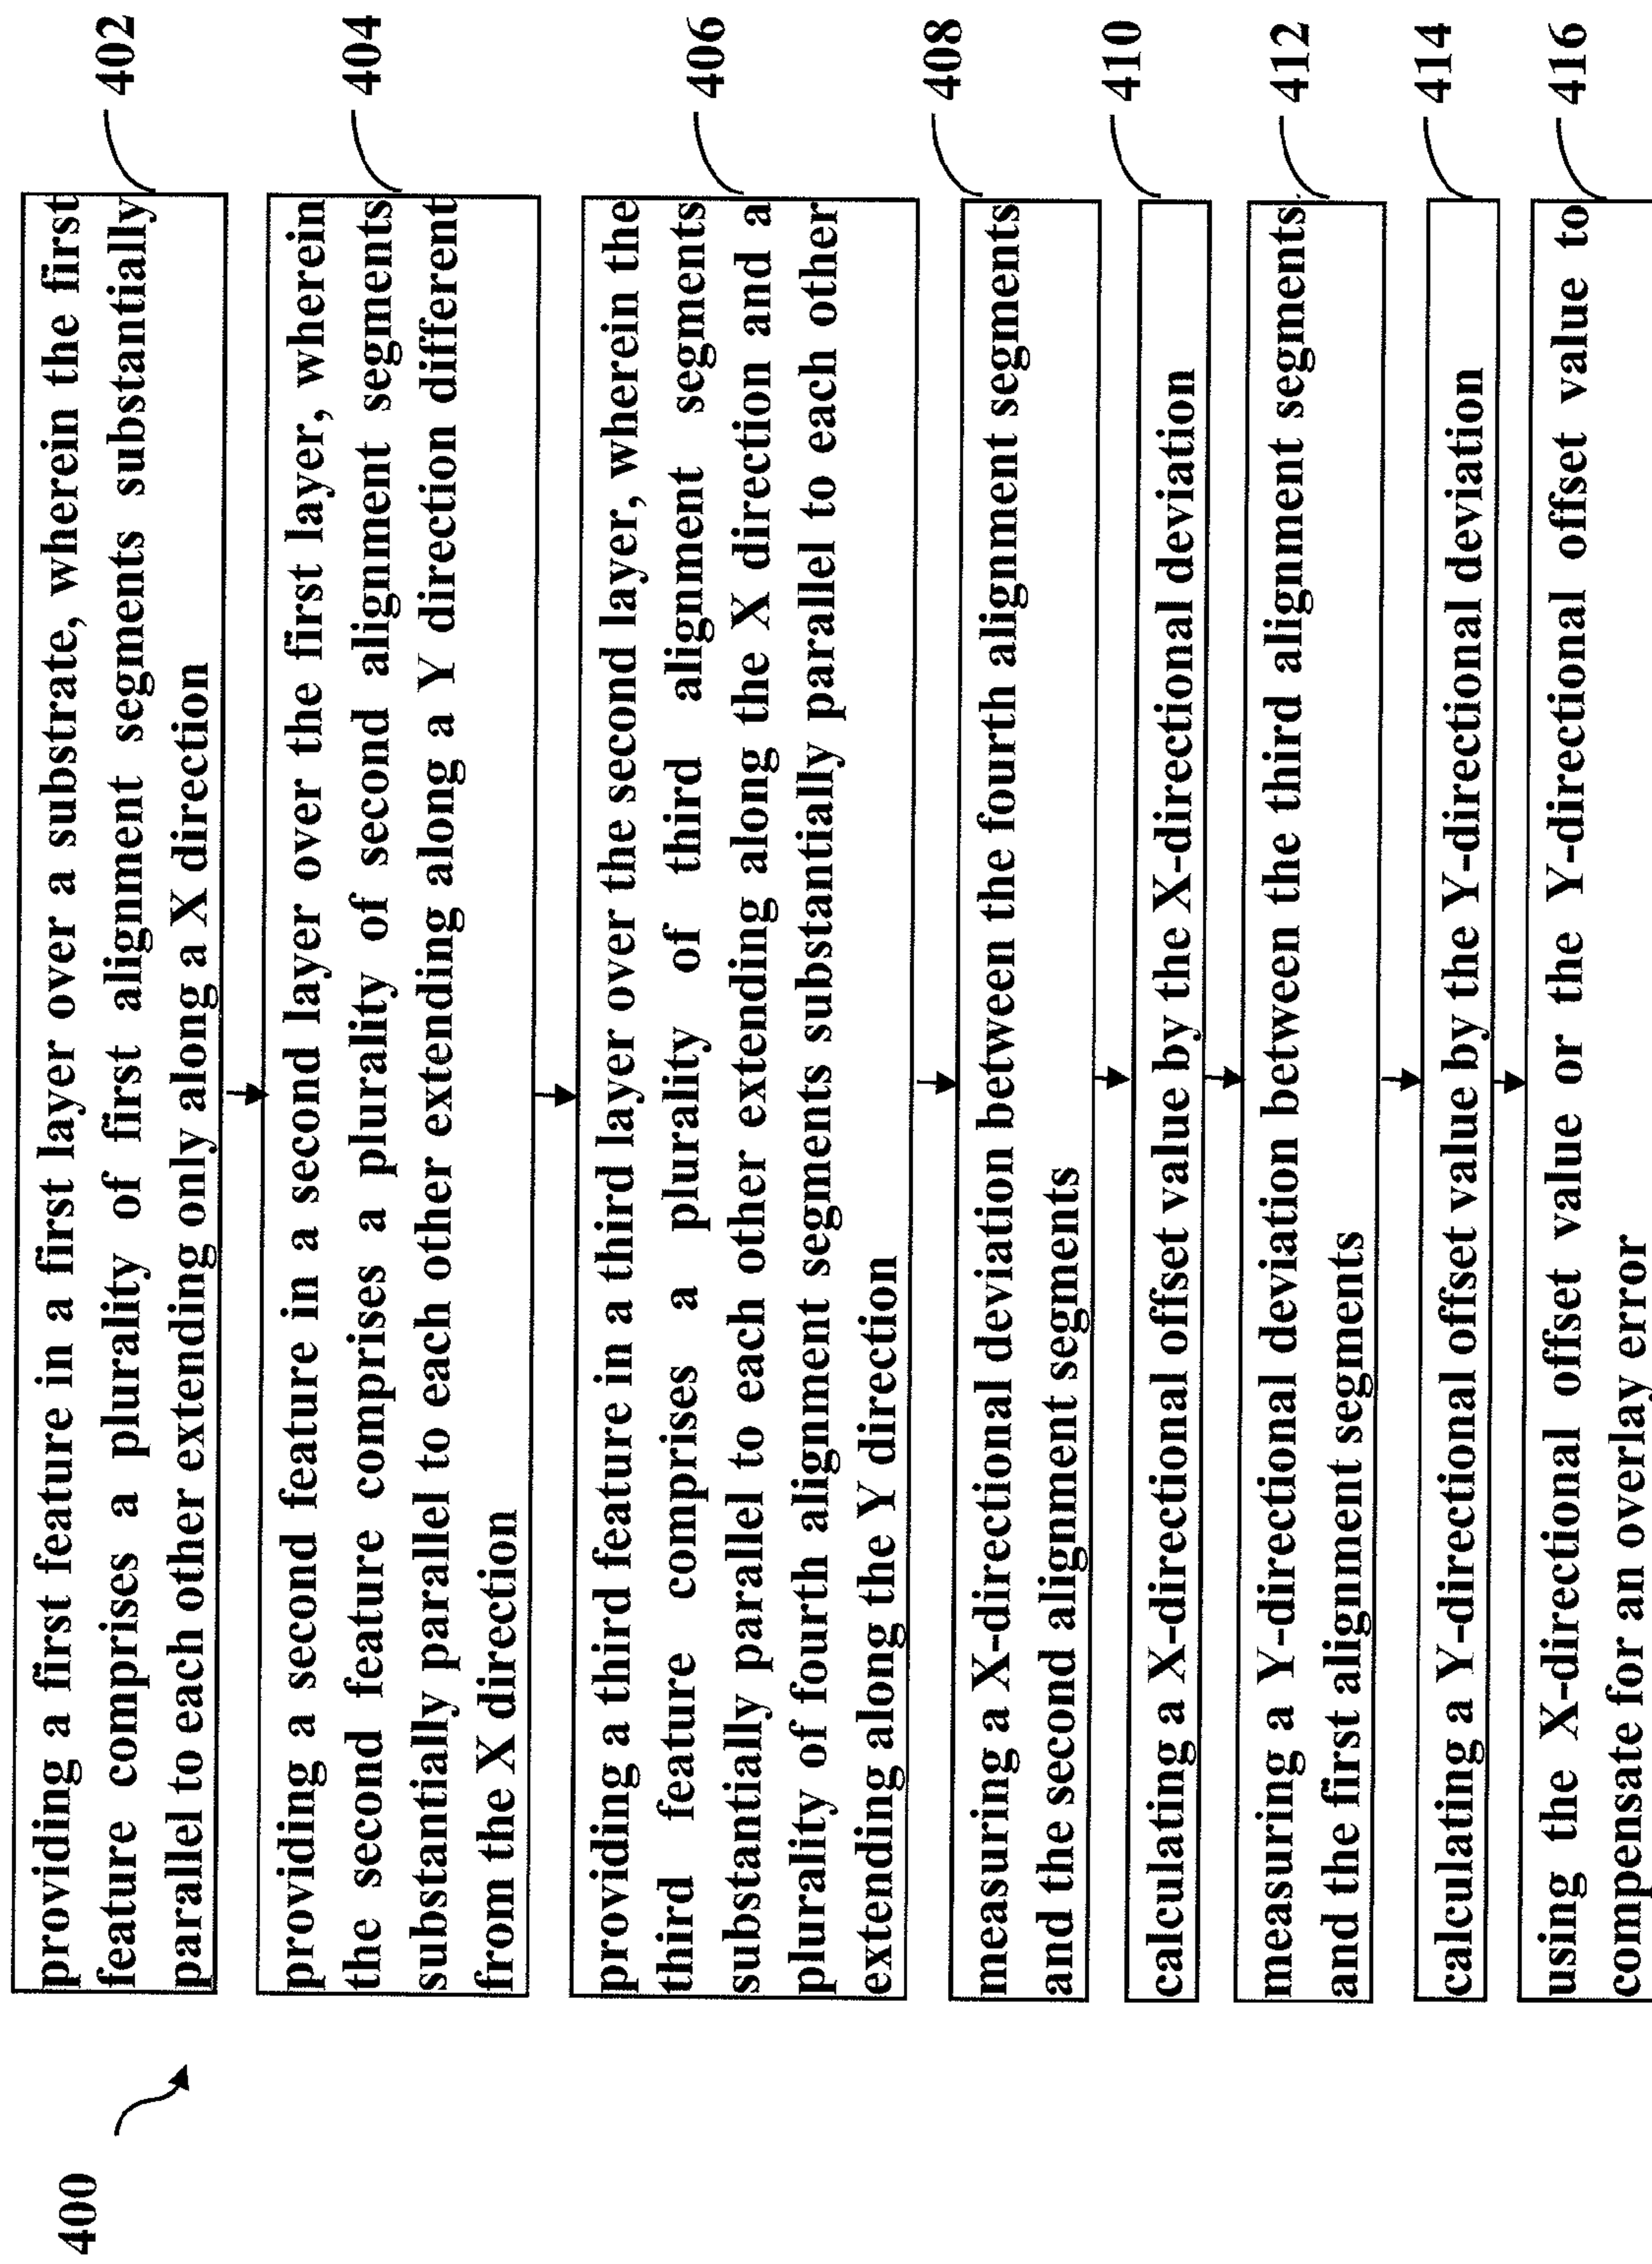 400
providing a first feature in a first layer over a substrate, wherein the first
feature comprises a plurality of first alignment segments substantially
parallel to each other extending only along a X direction
402
providing a second feature in a second layer over the first layer, wherein
the second feature comprises a plurality of second alignment segments
substantially parallel to each other extending along a Y direction different
from the X direction
404
providing a third feature in a third layer over the second layer, wherein the
third feature comprises a plurality of third alignment segments
substantially parallel to each other extending along the X direction and a
plurality of fourth alignment segments substantially parallel to each other
extending along the Y direction
406
measuring a X-directional deviation between the fourth alignment segments
and the second alignment segments
408
calculating a X-directional offset value by the X-directional deviation
410
measuring a Y-directional deviation between the third alignment segments
and the first alignment segments
412
calculating a Y-directional offset value by the Y-directional deviation
414
using the X-directional offset value or the Y-directional offset value to
compensate for an overlay error
416